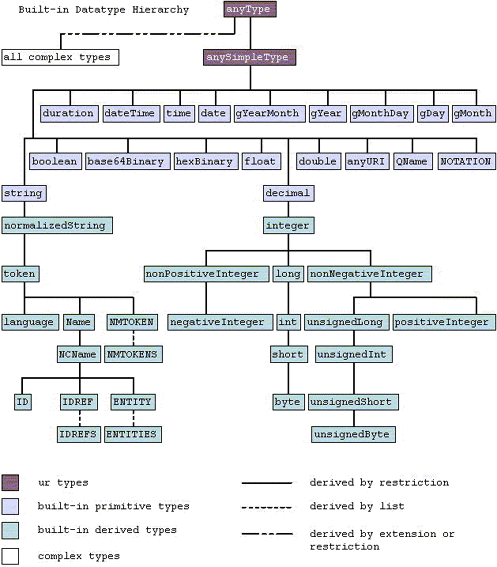 Built-in Datatype Hierarchy
anyType
all complex types
anySimpleType
duration dateTime time date gYearMonth gYear gMonthDay gDay gMonth
boolean base64Binary hexBinary float double anyURI QName NOTATION
string decimal
normalizedString integer
token nonPositiveInteger long nonNegativeInteger
language Name NMTOKEN negativeInteger int unsignedLong positiveInteger
NCName NMTOKENS short unsignedInt
ID IDREF ENTITY byte unsignedShort
IDREFS ENTITIES unsignedByte
ur types derived by restriction
built-in primitive types derived by list
built-in derived types derived by extension or
restriction
complex types